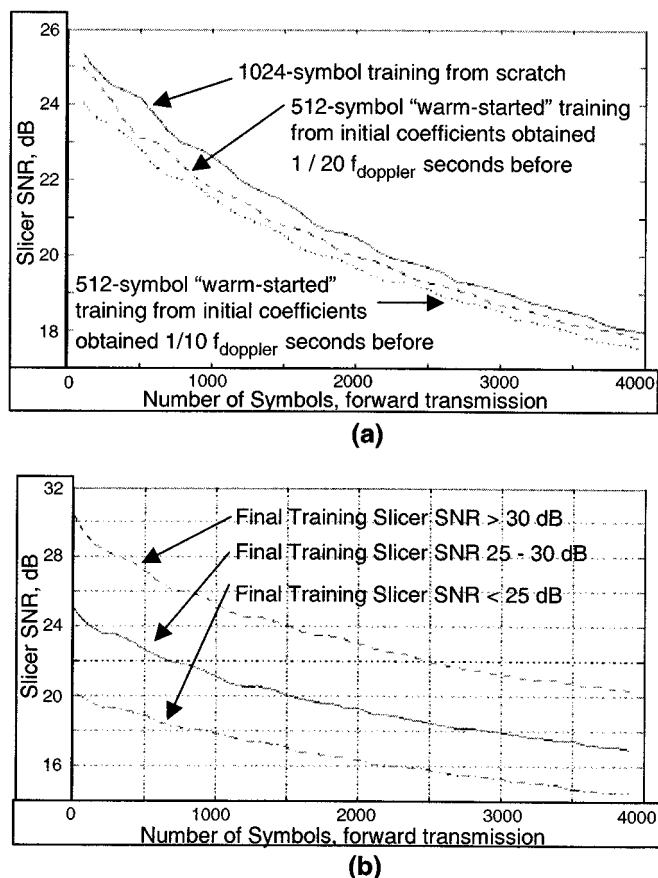 26
24
22
20
18
Slicer SNR, dB
1024-symbol training from scratch
512-symbol “warm-started” training
from initial coefficients obtained
1 / 20 fdoppler seconds before
512-symbol “warm-started”
training from initial coefficients
obtained 1/10 fdoppler seconds before
0 1000 2000 3000 4000
Number of Symbols, forward transmission
(a)
32
28
24
20
16
Slicer SNR, dB
Final Training Slicer SNR > 30 dB
Final Training Slicer SNR 25 - 30 dB
Final Training Slicer SNR < 25 dB
0 1000 2000 3000 4000
Number of Symbols, forward transmission
(b)